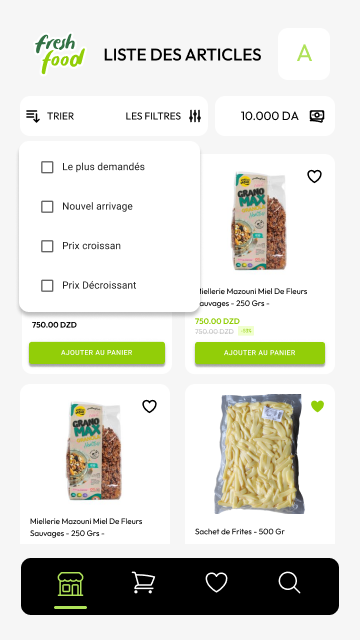 fresh
food
LISTE DES ARTICLES
A
TRIER
LES FILTRES
10.000 DA
Le plus demandés
Nouvel arrivage
Prix croissan
Prix Décroissant
GRANO
MAX
Miellerie Mazouni Miel De Fleurs
Sauvages - 250 Grs -
750.00 DZD
750.00 DZD
750.00 DZD
AJOUTER AU PANIER
AJOUTER AU PANIER
GRANO
MAX
Miellerie Mazouni Miel De Fleurs
Sauvages - 250 Grs -
Sachet de Frites - 500 Gr